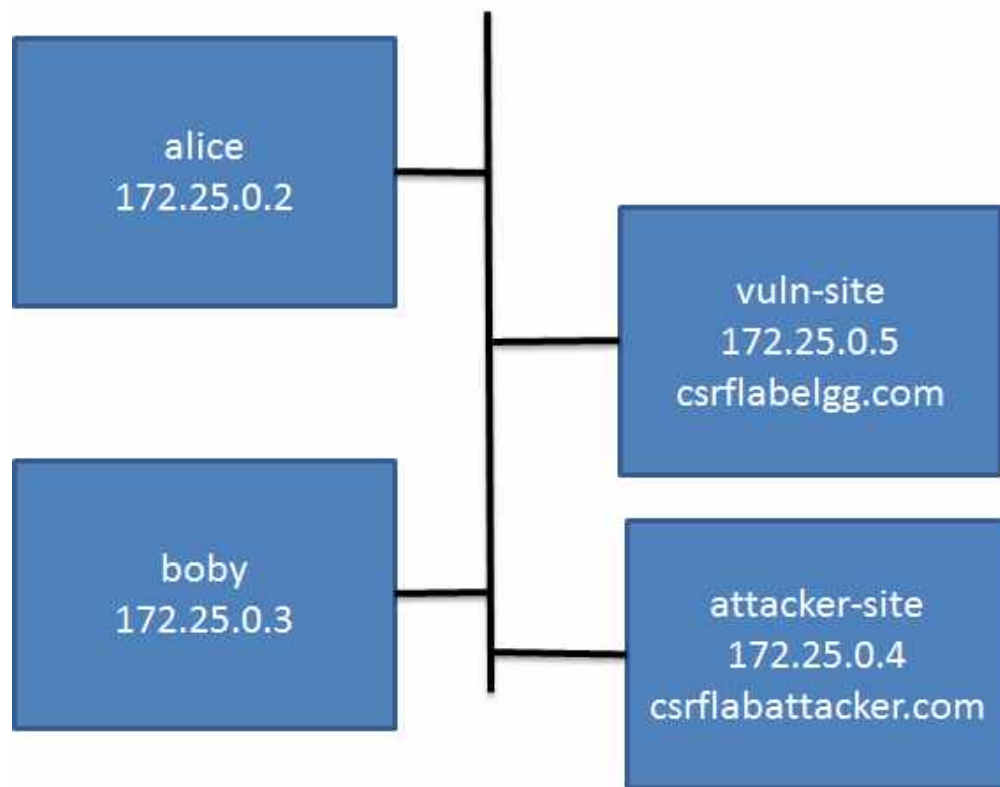 alice
172.25.0.2
vuln-site
172.25.0.5
csrflabelgg.com
boby
172.25.0.3
attacker-site
172.25.0.4
csrflabattacker.com